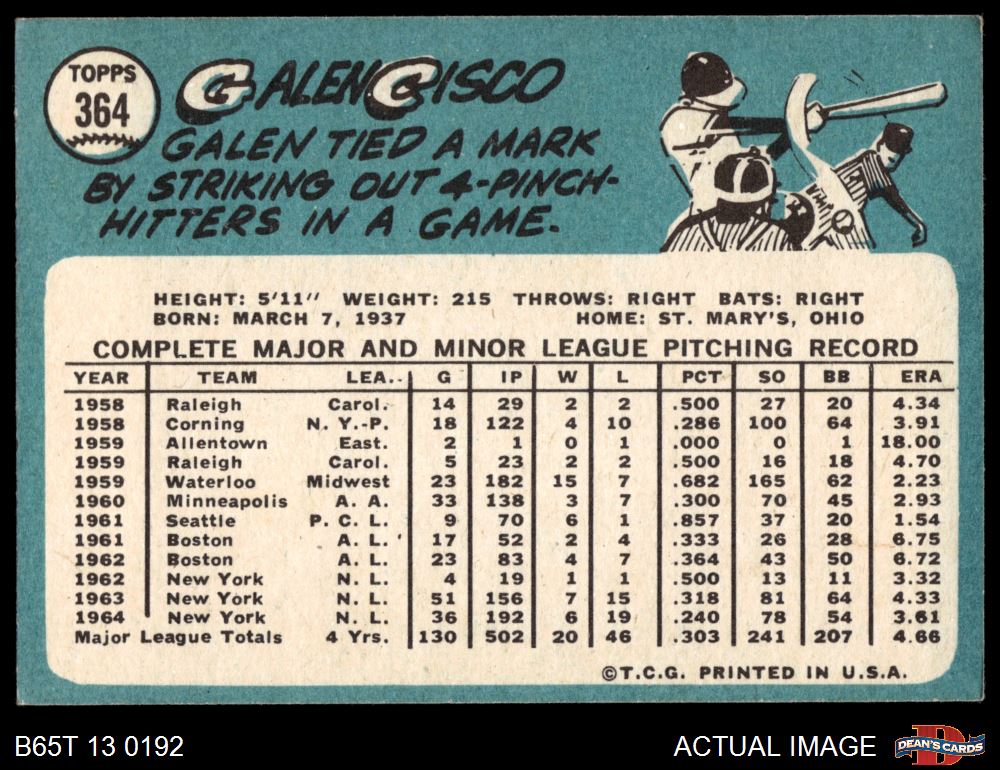 TOPPS
364
GALEN CISCO
GALEN TIED A MARK
BY STRIKING OUT 4-PINCH-
HITTERS IN A GAME.
HEIGHT: 5'11" WEIGHT: 215 THROWS: RIGHT BATS: RIGHT
BORN: MARCH 7, 1937 HOME: ST. MARY'S, OHIO
COMPLETE MAJOR AND MINOR LEAGUE PITCHING RECORD
YEAR TEAM LEA. G IP W L PCT SO BB ERA
1958 Raleigh Carol. 14 29 2 2 .500 27 20 4.34
1958 Corning N. Y.-P. 18 122 4 10 .286 100 64 3.91
1959 Allentown East. 2 1 0 1 .000 0 1 18.00
1959 Raleigh Carol. 5 23 2 2 .500 16 18 4.70
1959 Waterloo Midwest 23 182 15 7 .682 165 62 2.23
1960 Minneapolis A. A. 33 138 3 7 .300 70 45 2.93
1961 Seattle P. C. L. 9 70 6 1 .857 37 20 1.54
1961 Boston A. L. 17 52 2 4 .333 26 28 6.75
1962 Boston A. L. 23 83 4 7 .364 43 50 6.72
1962 New York N. L. 4 19 1 1 .500 13 11 3.32
1963 New York N. L. 51 156 7 15 .318 81 64 4.33
1964 New York N. L. 36 192 6 19 .240 78 54 3.61
Major League Totals 4 Yrs. 130 502 20 46 .303 241 207 4.66
©T.C.G. PRINTED IN U.S.A.
B65T 13 0192 ACTUAL IMAGE
D
DEAN'S CARDS